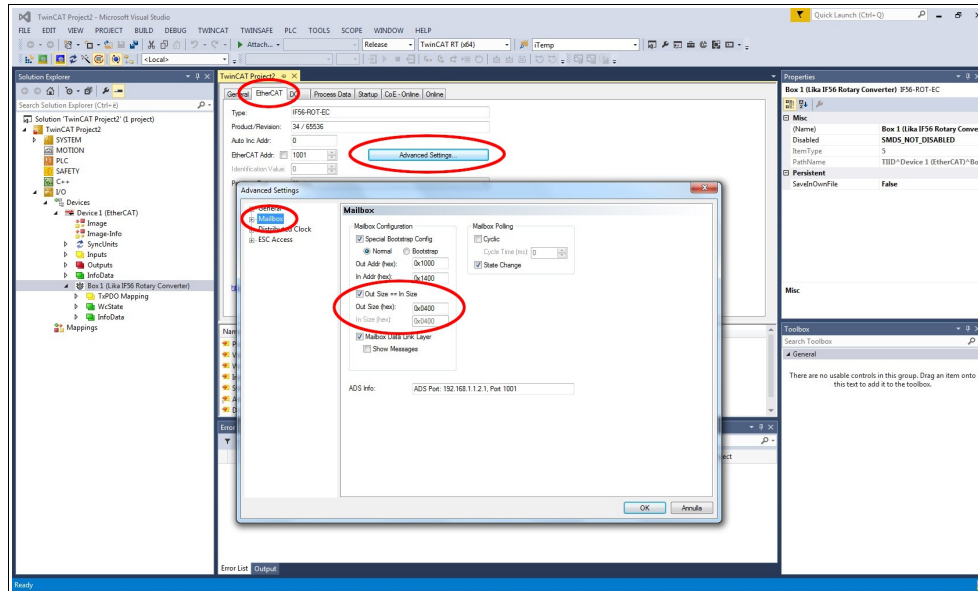 TwinCAT Project2 - Microsoft Visual Studio
Quick Launch (Ctrl+Q)
FILE EDIT VIEW PROJECT BUILD DEBUG TWINCAT TWINSAFE PLC TOOLS SCOPE WINDOW HELP
Attach...
Release
TwinCAT RT (x64)
iTemp
<Local>
Solution Explorer
Search Solution Explorer (Ctrl+è)
Solution 'TwinCAT Project2' (1 project)
TwinCAT Project2
SYSTEM
MOTION
PLC
SAFETY
C++
I/O
Devices
Device 1 (EtherCAT)
Image
Image-Info
SyncUnits
Inputs
Outputs
InfoData
Box 1 (Lika IF56 Rotary Converter)
TxPDO Mapping
WcState
InfoData
Mappings
TwinCAT Project2
General EtherCAT DC Process Data Startup CoE - Online Online
Type: IF56-ROT-EC
Product/Revision: 34 / 65536
Auto Inc Addr: 0
EtherCAT Addr: 1001 Advanced Settings...
Identification Value: 0
Advanced Settings
General
Mailbox
Distributed Clock
ESC Access
Mailbox
Mailbox Configuration
Special Bootstrap Config
Normal Bootstrap
Out Addr (hex): 0x1000
In Addr (hex): 0x1400
Out Size == In Size
Out Size (hex): 0x0400
In Size (hex): 0x0400
Mailbox Data Link Layer
Show Messages
Mailbox Polling
Cyclic
Cycle Time (ms) 0
State Change
ADS Info: ADS Port: 192.168.1.1.2.1, Port 1001
OK Annulla
Error List Output
Properties
Box 1 (Lika IF56 Rotary Converter) IF56-ROT-EC
Misc
(Name) Box 1 (Lika IF56 Rotary Conve
Disabled SMDS_NOT_DISABLED
ItemType 5
PathName TIID^Device 1 (EtherCAT)^Bo
Persistent
SaveInOwnFile False
Misc
Toolbox
Search Toolbox
General
There are no usable controls in this group. Drag an item onto
this text to add it to the toolbox.
Ready